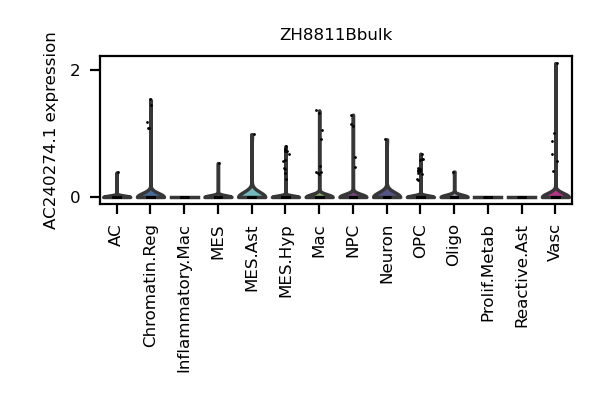 ZH8811Bbulk
AC240274.1 expression
2
0
AC
Chromatin.Reg
Inflammatory.Mac
MES
MES.Ast
MES.Hyp
Mac
NPC
Neuron
OPC
Oligo
Prolif.Metab
Reactive.Ast
Vasc